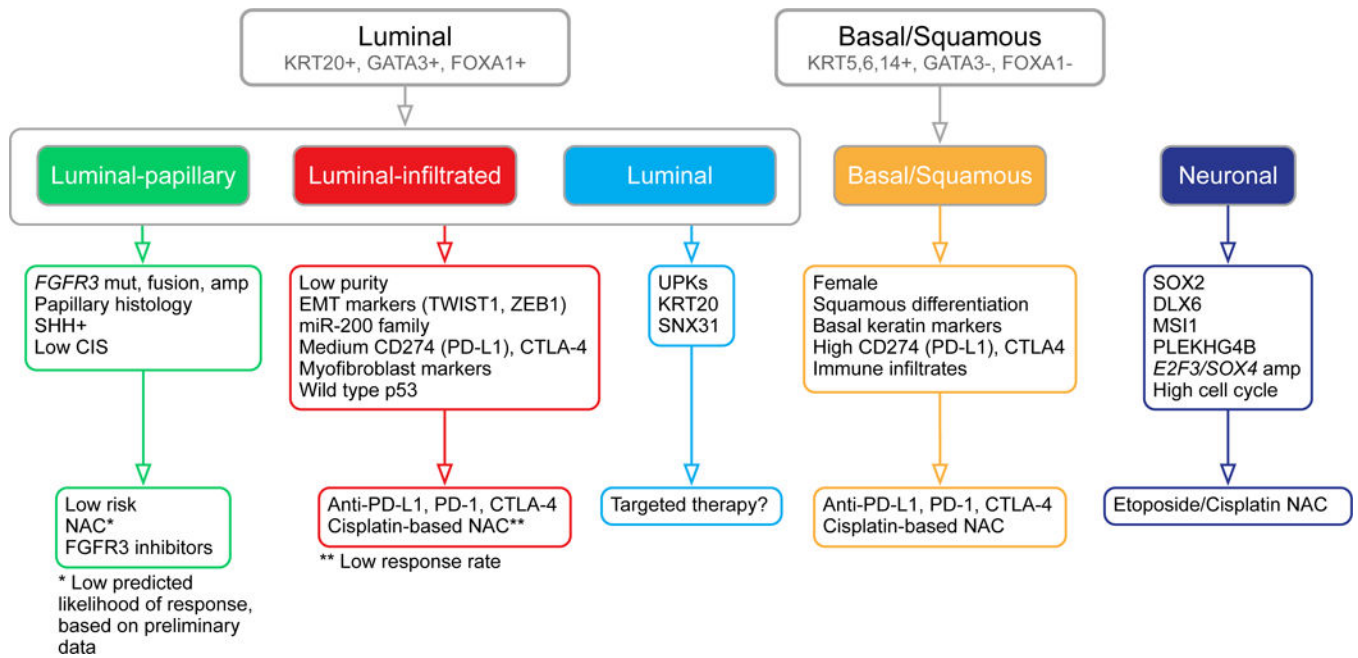 Luminal
KRT20+, GATA3+, FOXA1+
Basal/Squamous
KRT5,6,14+, GATA3-, FOXA1-
Luminal-papillary
Luminal-infiltrated
Luminal
Basal/Squamous
Neuronal
FGFR3 mut, fusion, amp
Papillary histology
SHH+
Low CIS
Low purity
EMT markers (TWIST1, ZEB1)
miR-200 family
Medium CD274 (PD-L1), CTLA-4
Myofibroblast markers
Wild type p53
UPKs
KRT20
SNX31
Female
Squamous differentiation
Basal keratin markers
High CD274 (PD-L1), CTLA4
Immune infiltrates
SOX2
DLX6
MSI1
PLEKHG4B
E2F3/SOX4 amp
High cell cycle
Low risk
NAC*
FGFR3 inhibitors
* Low predicted
likelihood of response,
based on preliminary
data
Anti-PD-L1, PD-1, CTLA-4
Cisplatin-based NAC**
** Low response rate
Targeted therapy?
Anti-PD-L1, PD-1, CTLA-4
Cisplatin-based NAC
Etoposide/Cisplatin NAC